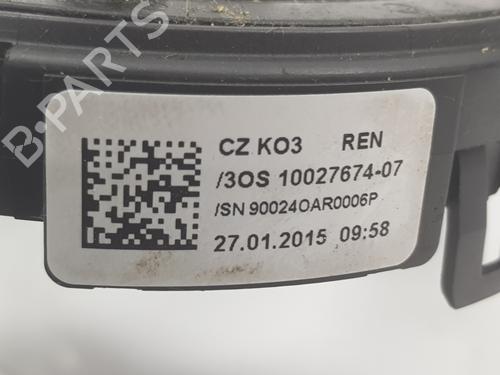 CZ KO3 REN
/3OS 10027674-07
/SN 90024OAR0006P
27.01.2015 09:58
B-PARTS